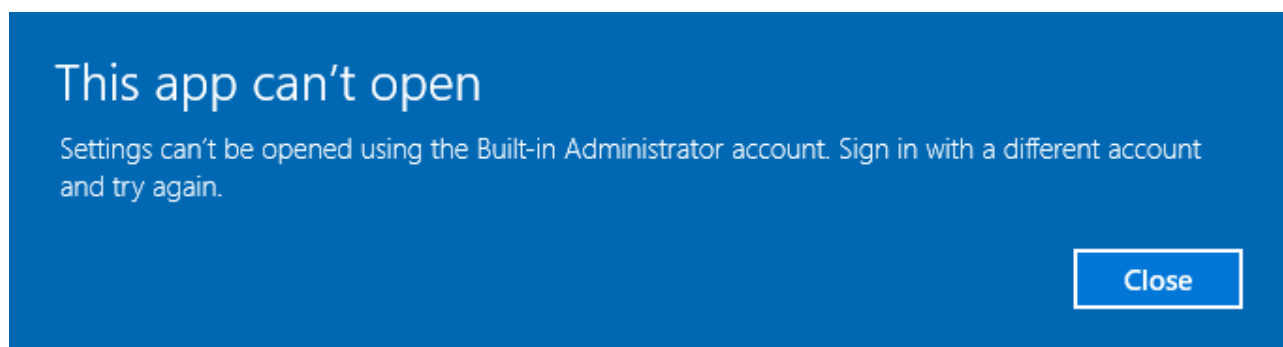 This app can't open
Settings can't be opened using the Built-in Administrator account. Sign in with a different account
and try again.
Close